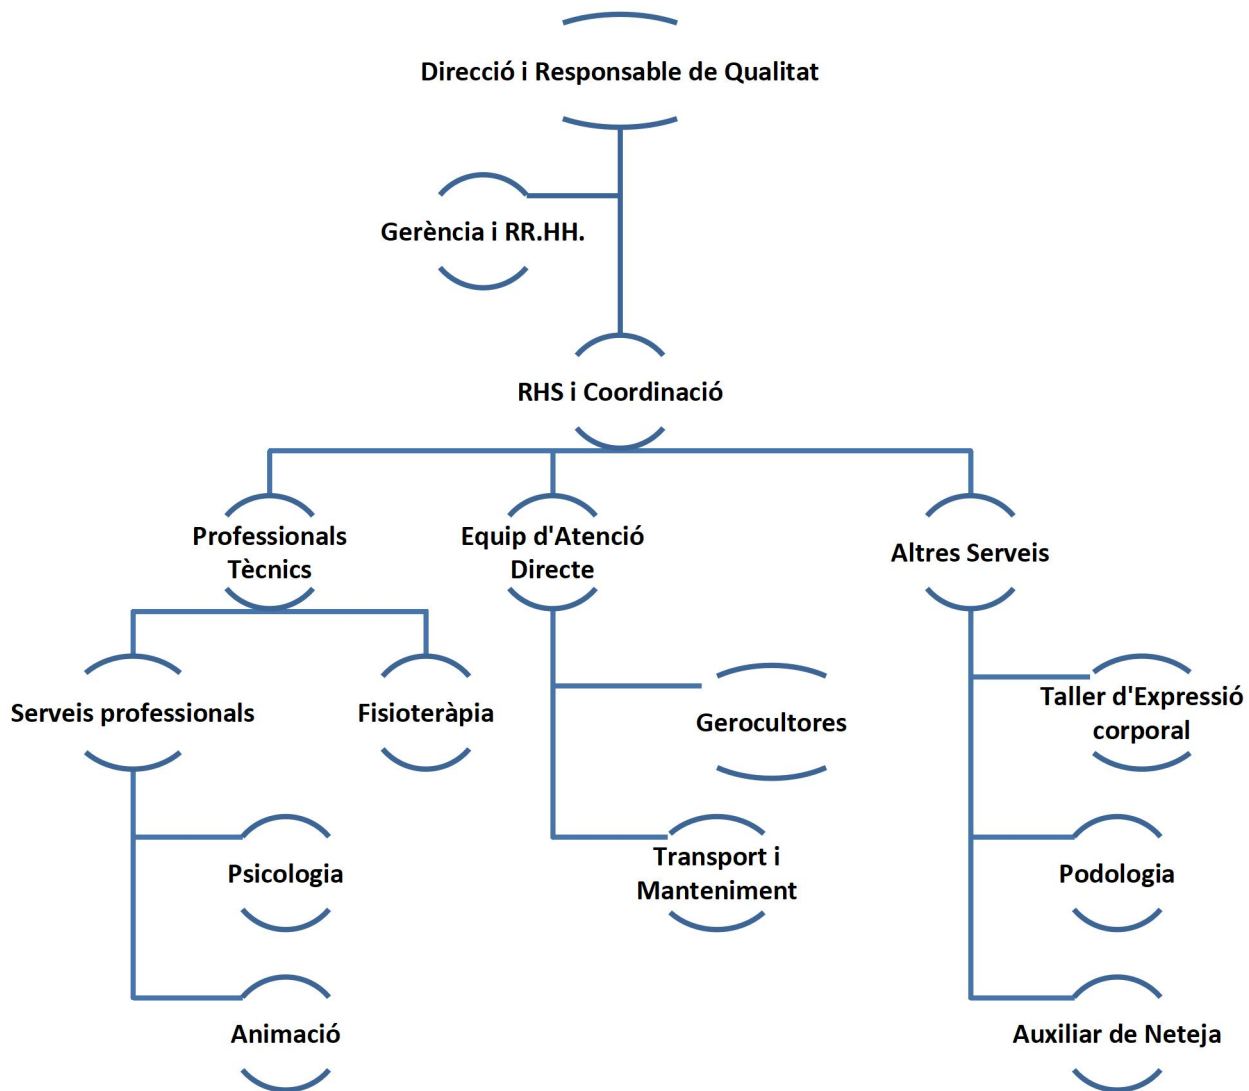 Direcció i Responsable de Qualitat
Gerència i RR.HH.
RHS i Coordinació
Professionals
Tècnics
Equip d'Atenció
Directe
Altres Serveis
Serveis professionals
Fisioteràpia
Gerocultores
Taller d'Expressió
corporal
Psicologia
Transport i
Manteniment
Podologia
Animació
Auxiliar de Neteja